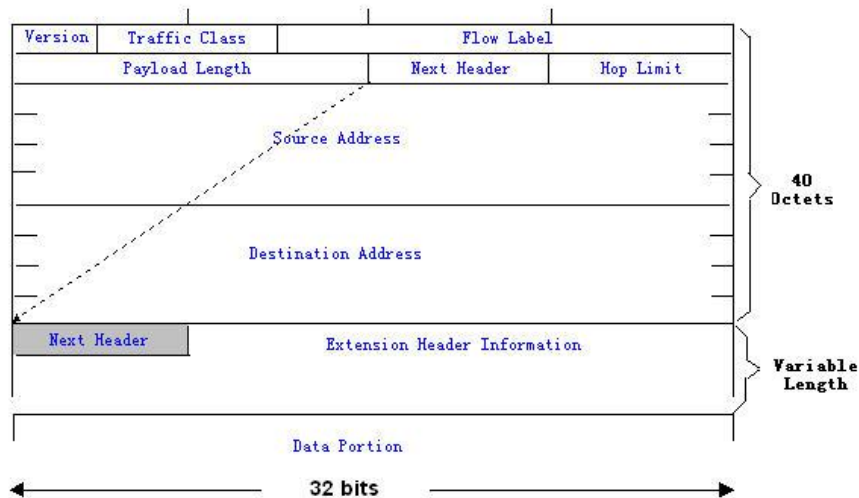 Version Traffic Class Flow Label
Payload Length Next Header Hop Limit
Source Address
40
Octets
Destination Address
Next Header Extension Header Information
Variable
Length
Data Portion
32 bits